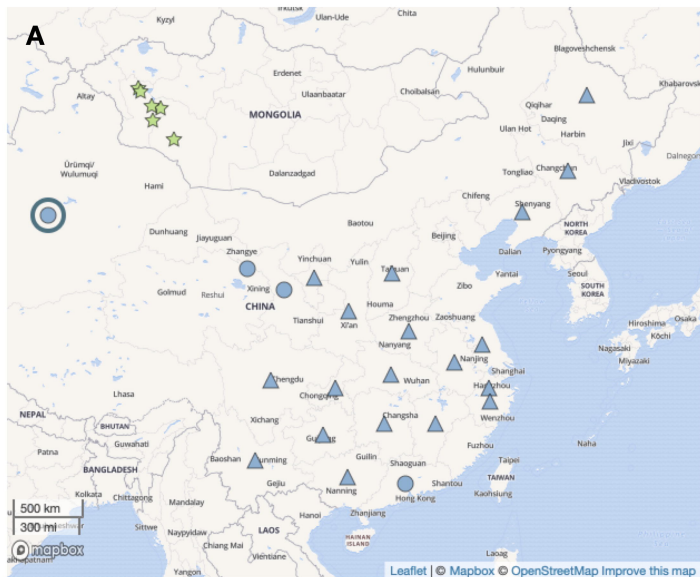 A
Kyzyl
Irkutsk
Ulan-Ude
Chita
Blagoveshchensk
Khabarovsk
Altay
Erdenet
Hulunbuir
Ulaanbaatar
Choibalsan
Qiqihar
Daqing
MONGOLIA
Ulan Hot
Harbin
Jixi
Dalnegor
Ürümqi/
Wulumuqi
Dalanzadgad
Tongliao
Changchun
Vladivostok
Hami
Chifeng
Shenyang
Dunhuang
Jiayuguan
Baotou
Beijing
NORTH
KOREA
Zhangye
Dalian
Pyongyang
Yinchuan
Yulin
Taiyuan
Yantai
Seoul
Golmud
Reshui
Xining
Zibo
SOUTH
KOREA
CHINA
Houma
Tianshui
Xi'an
Zhengzhou
Zaoshuang
Hiroshima
Osaka
Kōchi
Nanyang
Nagasaki
Miyazaki
Nanjing
Shanghai
Chengdu
Wuhan
Hangzhou
Lhasa
Chongqing
NEPAL
Xichang
Changsha
Wenzhou
BHUTAN
Guwahati
Guiyang
Fuzhou
Naha
Patna
Baoshan
Kunming
Guilin
Shaoguan
Taipei
BANGLADESH
Gejiu
Nanning
Shantou
TAIWAN
Kaohsiung
500 km
Kolkata
Chittagong
Mandalay
Hong Kong
300 mi
Sittwe
Hanoi
Zhanjiang
Naypyidaw
LAOS
HAINAN
ISLAND
mapbox
Chiang Mai
Vientiane
Laoag
Yangon
Leaflet | © Mapbox © OpenStreetMap Improve this map